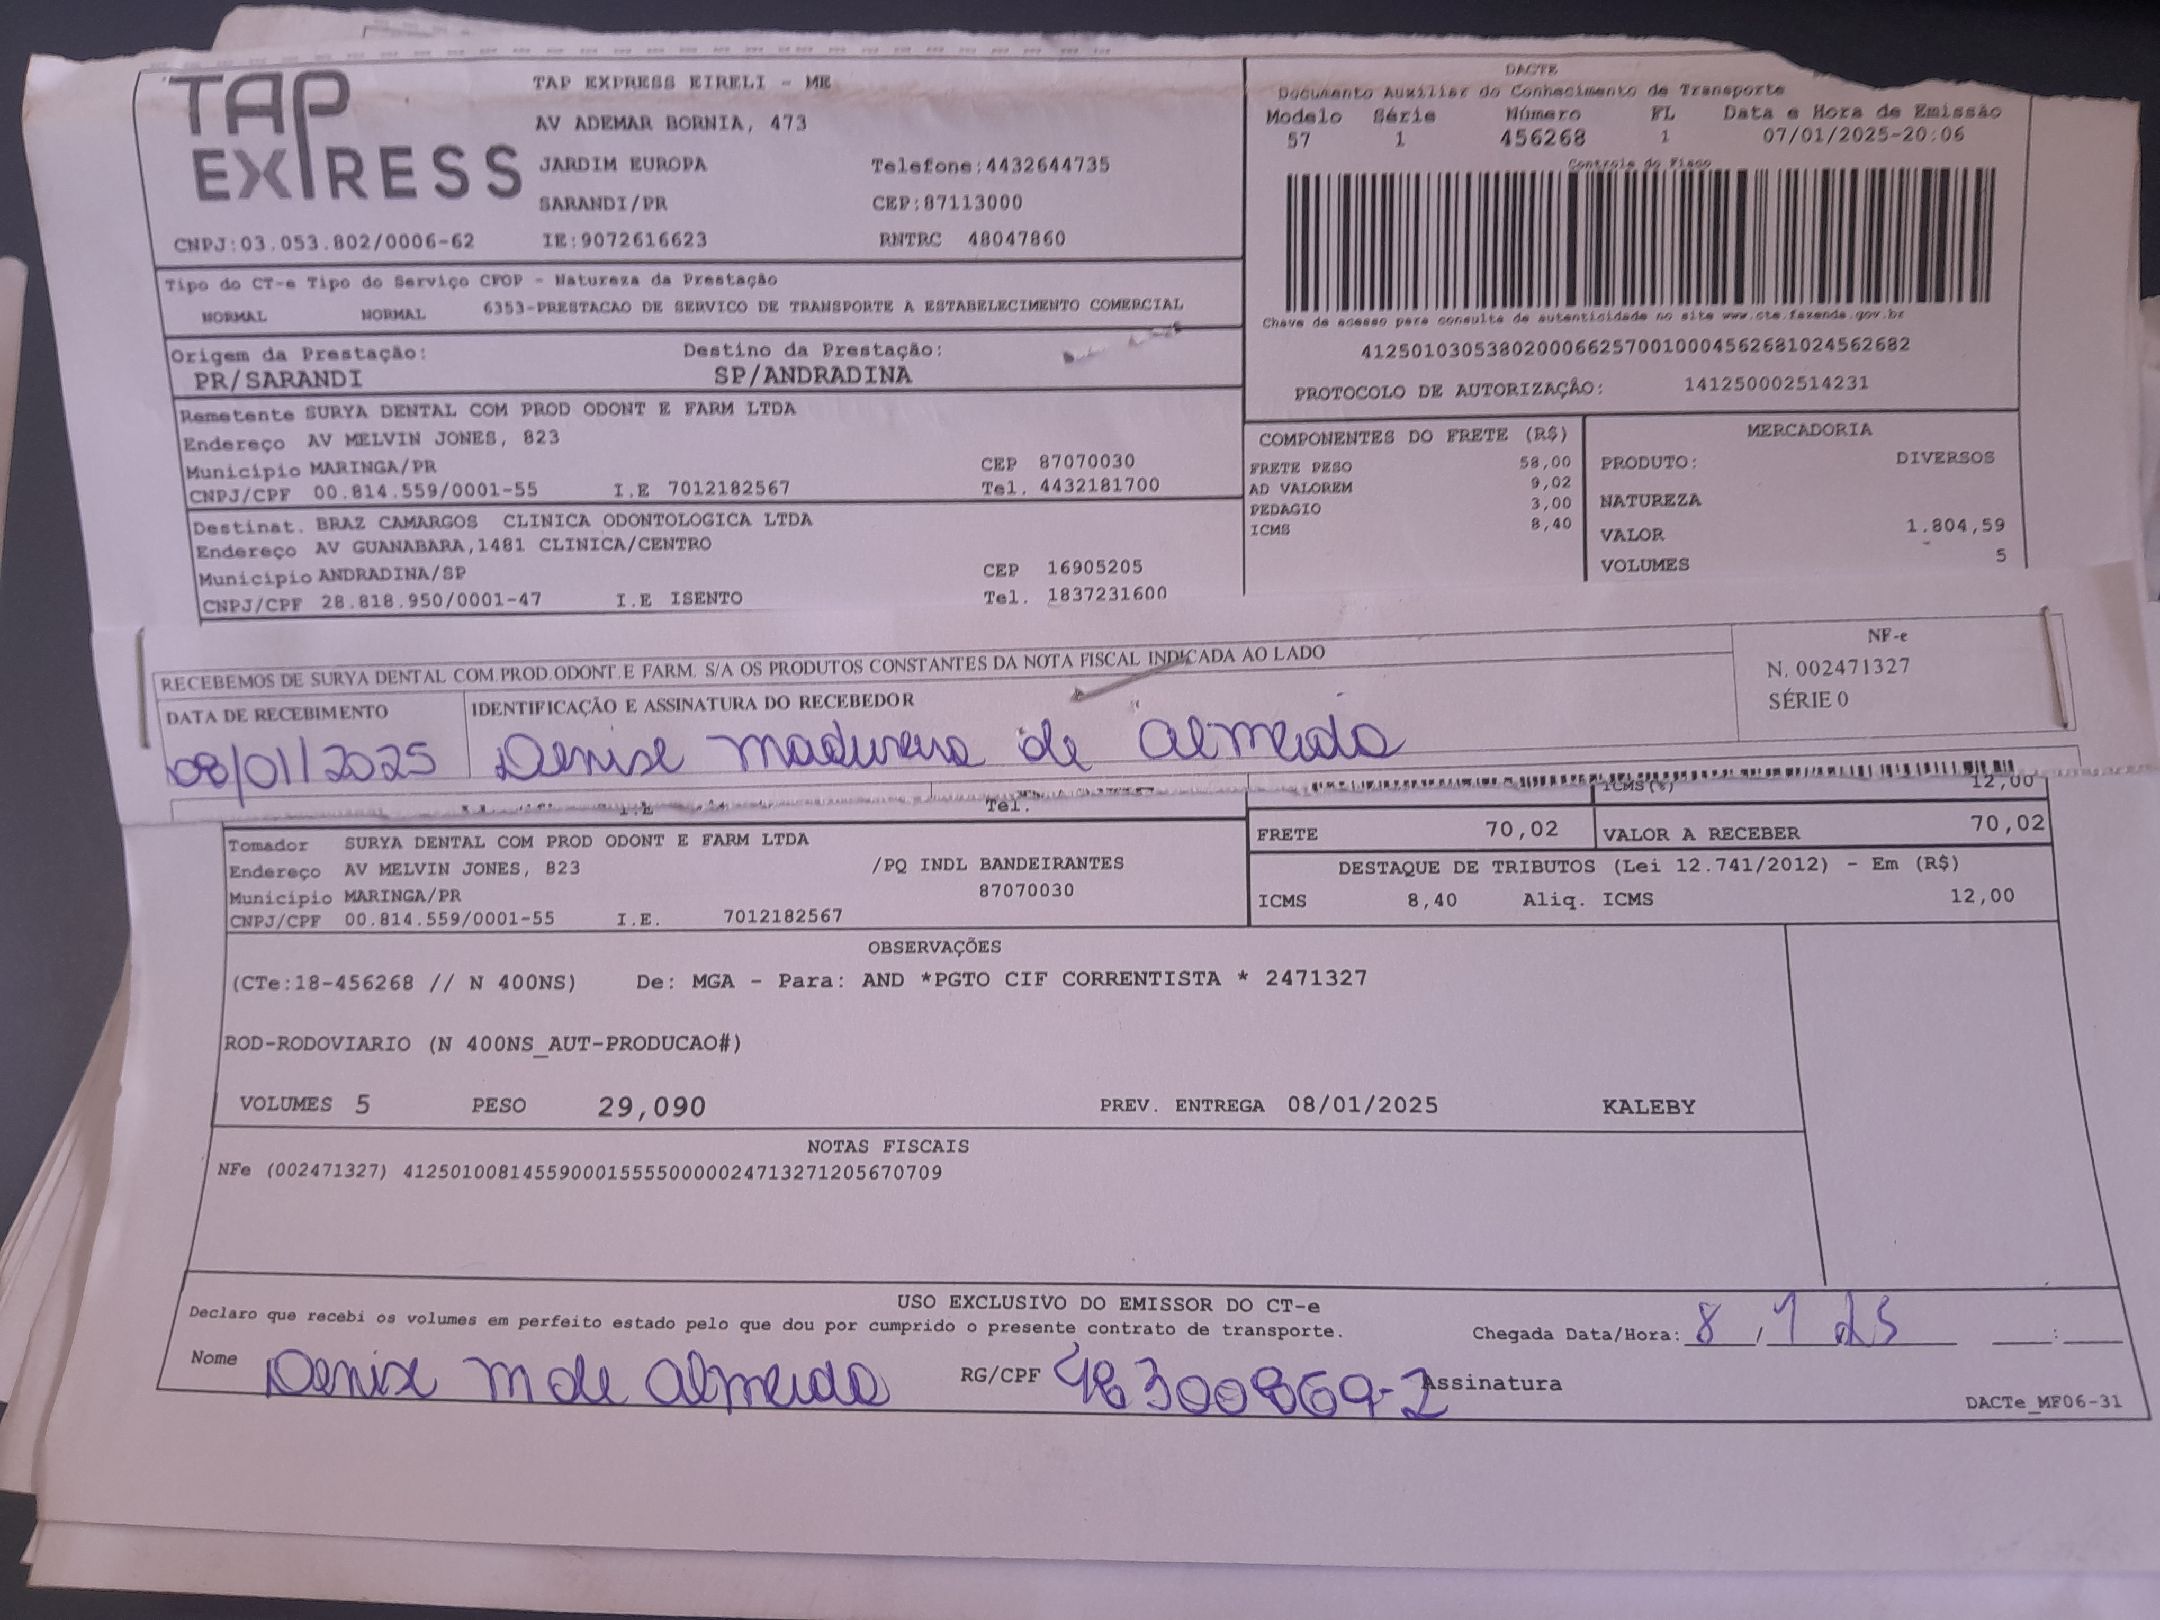 TAP EXPRESS
TAP EXPRESS EIRELI - ME
AV ADEMAR BORNIA, 473
JARDIM EUROPA Telefone:4432644735
SARANDI/PR CEP:87113000
CNPJ:03.053.802/0006-62 IE:9072616623 RNTRC 48047860
DACTE
Documento Auxiliar do Conhecimento de Transporte
Modelo Série Número FL Data e Hora de Emissão
57 1 456268 1 07/01/2025-20:06
Controle do Fisco
Chave de acesso para consulta de autenticidade no site www.cte.fazenda.gov.br
41250103053802000662570010004562681024562682
PROTOCOLO DE AUTORIZAÇÃO: 141250002514231
Tipo do CT-e Tipo do Serviço CFOP - Natureza da Prestação
NORMAL NORMAL 6353-PRESTACAO DE SERVICO DE TRANSPORTE A ESTABELECIMENTO COMERCIAL
Origem da Prestação: Destino da Prestação:
PR/SARANDI SP/ANDRADINA
Remetente SURYA DENTAL COM PROD ODONT E FARM LTDA
Endereço AV MELVIN JONES, 823
Município MARINGA/PR CEP 87070030
CNPJ/CPF 00.814.559/0001-55 I.E 7012182567 Tel. 4432181700
Destinat. BRAZ CAMARGOS CLINICA ODONTOLOGICA LTDA
Endereço AV GUANABARA,1481 CLINICA/CENTRO
Município ANDRADINA/SP CEP 16905205
CNPJ/CPF 28.818.950/0001-47 I.E ISENTO Tel. 1837231600
COMPONENTES DO FRETE (R$)
FRETE PESO 58,00
AD VALOREM 9,02
PEDAGIO 3,00
ICMS 8,40
MERCADORIA
PRODUTO: DIVERSOS
NATUREZA
VALOR 1.804,59
VOLUMES 5
RECEBEMOS DE SURYA DENTAL COM.PROD.ODONT.E FARM. S/A OS PRODUTOS CONSTANTES DA NOTA FISCAL INDICADA AO LADO
NF-e
N. 002471327
SÉRIE 0
DATA DE RECEBIMENTO IDENTIFICAÇÃO E ASSINATURA DO RECEBEDOR
08/01/2025 Denise Madureira de Almeida
I.E Tel. ICMS(%) 12,00
FRETE 70,02 VALOR A RECEBER 70,02
Tomador SURYA DENTAL COM PROD ODONT E FARM LTDA
Endereço AV MELVIN JONES, 823 /PQ INDL BANDEIRANTES
Município MARINGA/PR 87070030
CNPJ/CPF 00.814.559/0001-55 I.E. 7012182567
DESTAQUE DE TRIBUTOS (Lei 12.741/2012) - Em (R$)
ICMS 8,40 Aliq. ICMS 12,00
OBSERVAÇÕES
(CTe:18-456268 // N 400NS) De: MGA - Para: AND *PGTO CIF CORRENTISTA * 2471327
ROD-RODOVIARIO (N 400NS_AUT-PRODUCAO#)
VOLUMES 5 PESO 29,090 PREV. ENTREGA 08/01/2025 KALEBY
NOTAS FISCAIS
NFe (002471327) 41250100814559000155550000024713271205670709
USO EXCLUSIVO DO EMISSOR DO CT-e
Declaro que recebi os volumes em perfeito estado pelo que dou por cumprido o presente contrato de transporte.
Chegada Data/Hora: 8 / 1 25 :
Nome Denise M de Almeida RG/CPF 48300869-2 Assinatura
DACTe_MF06-31